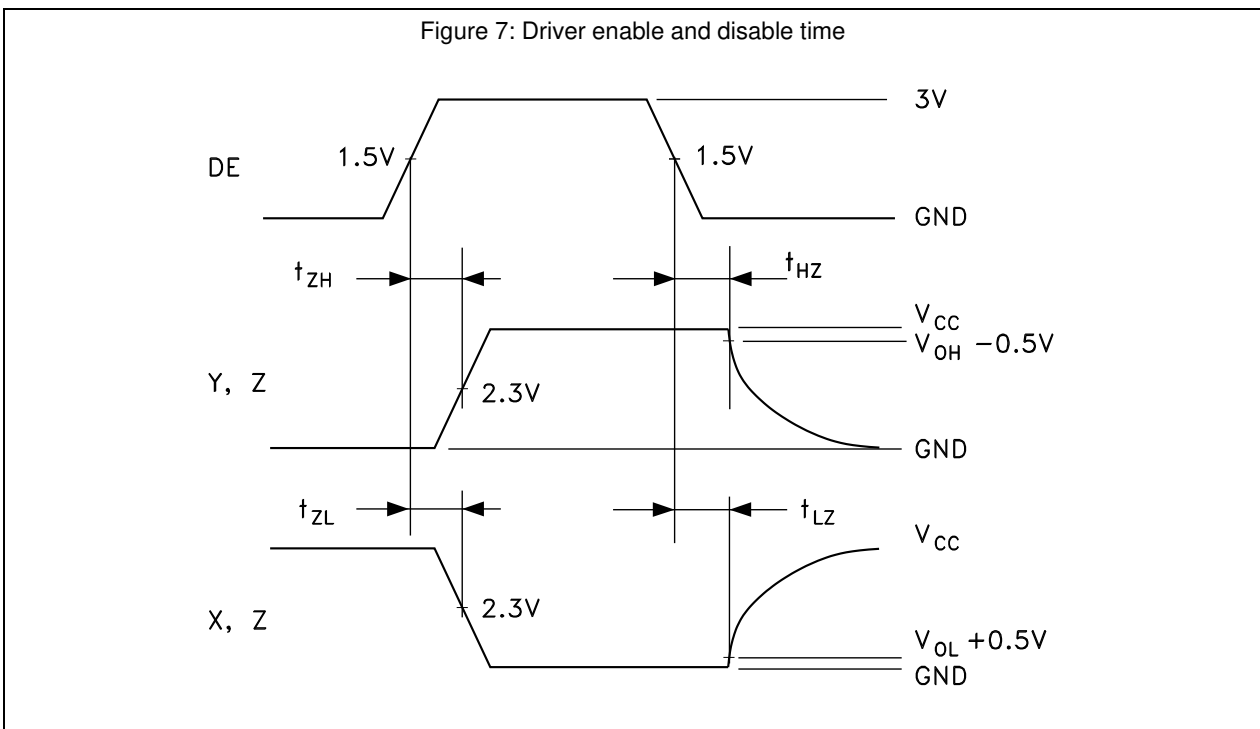 Figure 7: Driver enable and disable time
3V
1.5V
1.5V
DE
GND
tZH
tHZ
VCC
VOH -0.5V
Y, Z
2.3V
GND
tZL
tLZ
VCC
2.3V
X, Z
VOL +0.5V
GND